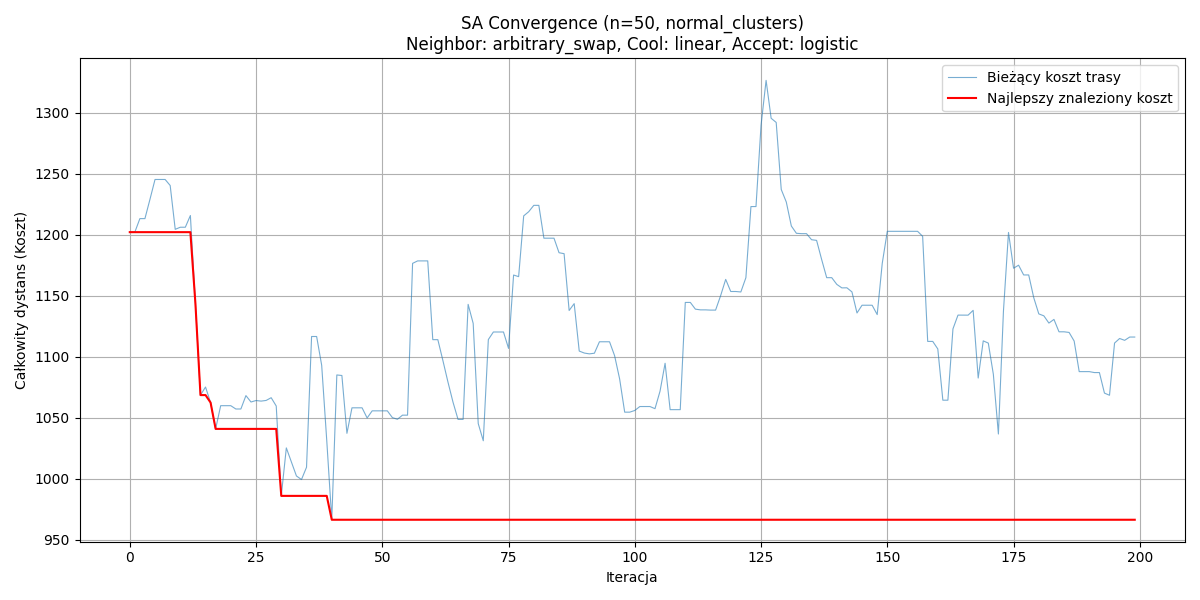 SA Convergence (n=50, normal_clusters)
Neighbor: arbitrary_swap, Cool: linear, Accept: logistic
Bieżący koszt trasy
Najlepszy znaleziony koszt
Całkowity dystans (Koszt)
1300
1250
1200
1150
1100
1050
1000
950
0 25 50 75 100 125 150 175 200
Iteracja